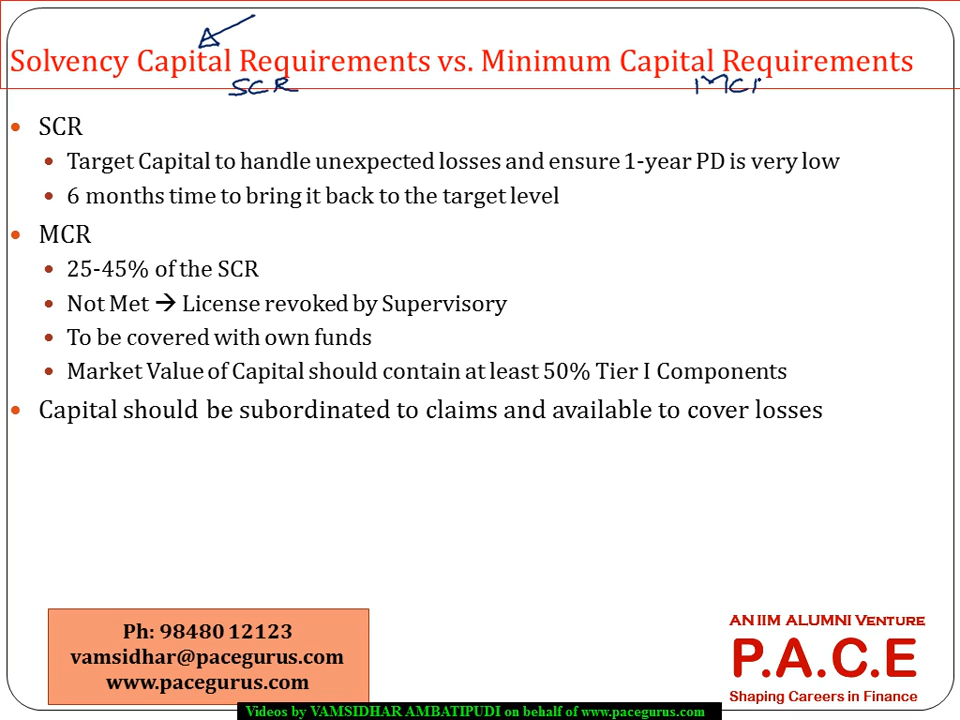 Solvency Capital Requirements vs. Minimum Capital Requirements
SCR MCR
• SCR
• Target Capital to handle unexpected losses and ensure 1-year PD is very low
• 6 months time to bring it back to the target level
• MCR
• 25-45% of the SCR
• Not Met → License revoked by Supervisory
• To be covered with own funds
• Market Value of Capital should contain at least 50% Tier I Components
• Capital should be subordinated to claims and available to cover losses
Ph: 98480 12123
vamsidhar@pacegurus.com
www.pacegurus.com
AN IIM ALUMNI VENTURE
P.A.C.E
Shaping Careers in Finance
Videos by VAMSIDHAR AMBATIPUDI on behalf of www.pacegurus.com